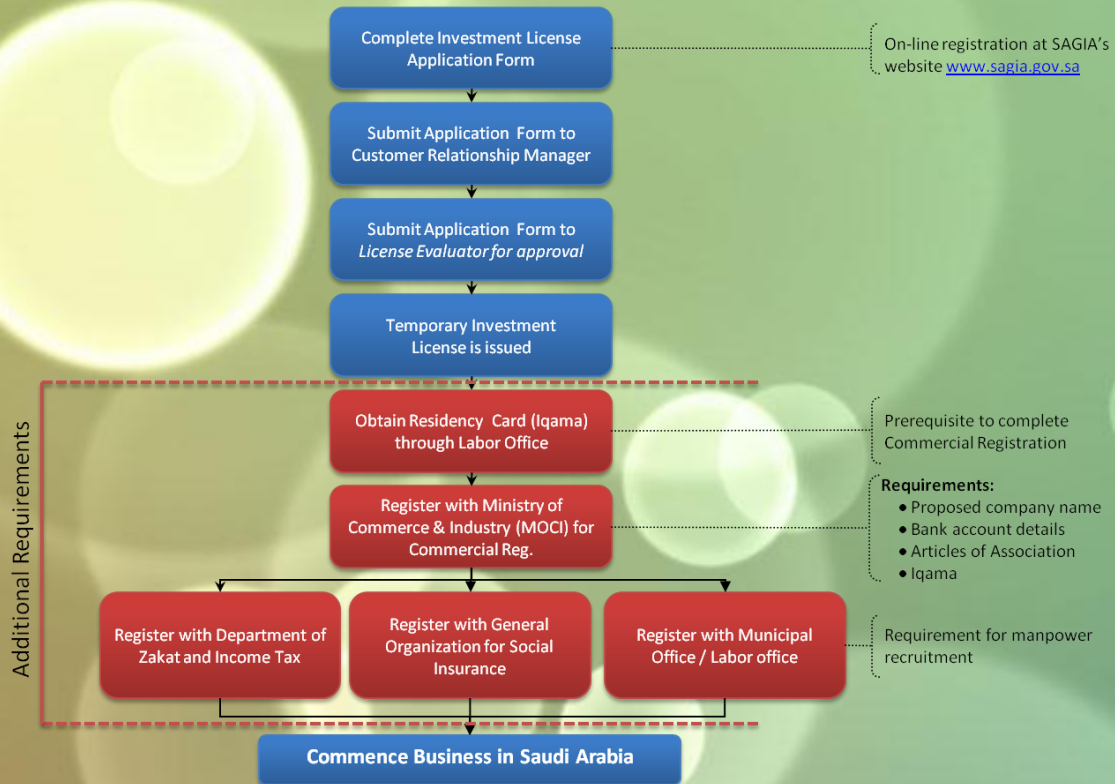 Complete Investment License
Application Form
On-line registration at SAGIA's
website www.sagia.gov.sa
Submit Application Form to
Customer Relationship Manager
Submit Application Form to
License Evaluator for approval
Temporary Investment
License is issued
Additional Requirements
Obtain Residency Card (Iqama)
through Labor Office
Prerequisite to complete
Commercial Registration
Register with Ministry of
Commerce & Industry (MOCI) for
Commercial Reg.
Requirements:
• Proposed company name
• Bank account details
• Articles of Association
• Iqama
Register with Department of
Zakat and Income Tax
Register with General
Organization for Social
Insurance
Register with Municipal
Office / Labor office
Requirement for manpower
recruitment
Commence Business in Saudi Arabia